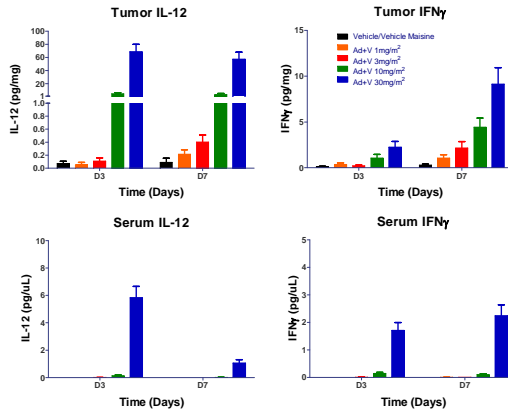 Tumor IL-12
IL-12 (pg/mg)
100
80
60
40
20
1
1.0
0.8
0.6
0.4
0.2
0.0
D3
D7
Time (Days)
Tumor IFNγ
IFNγ (pg/mg)
15
10
5
0
Vehicle/Vehicle Maisine
Ad+V 1mg/m²
Ad+V 3mg/m²
Ad+V 10mg/m²
Ad+V 30mg/m²
D3
D7
Time (Days)
Serum IL-12
IL-12 (pg/uL)
10
8
6
4
2
0
D3
D7
Time (Days)
Serum IFNγ
IFNγ (pg/uL)
5
4
3
2
1
0
D3
D7
Time (Days)